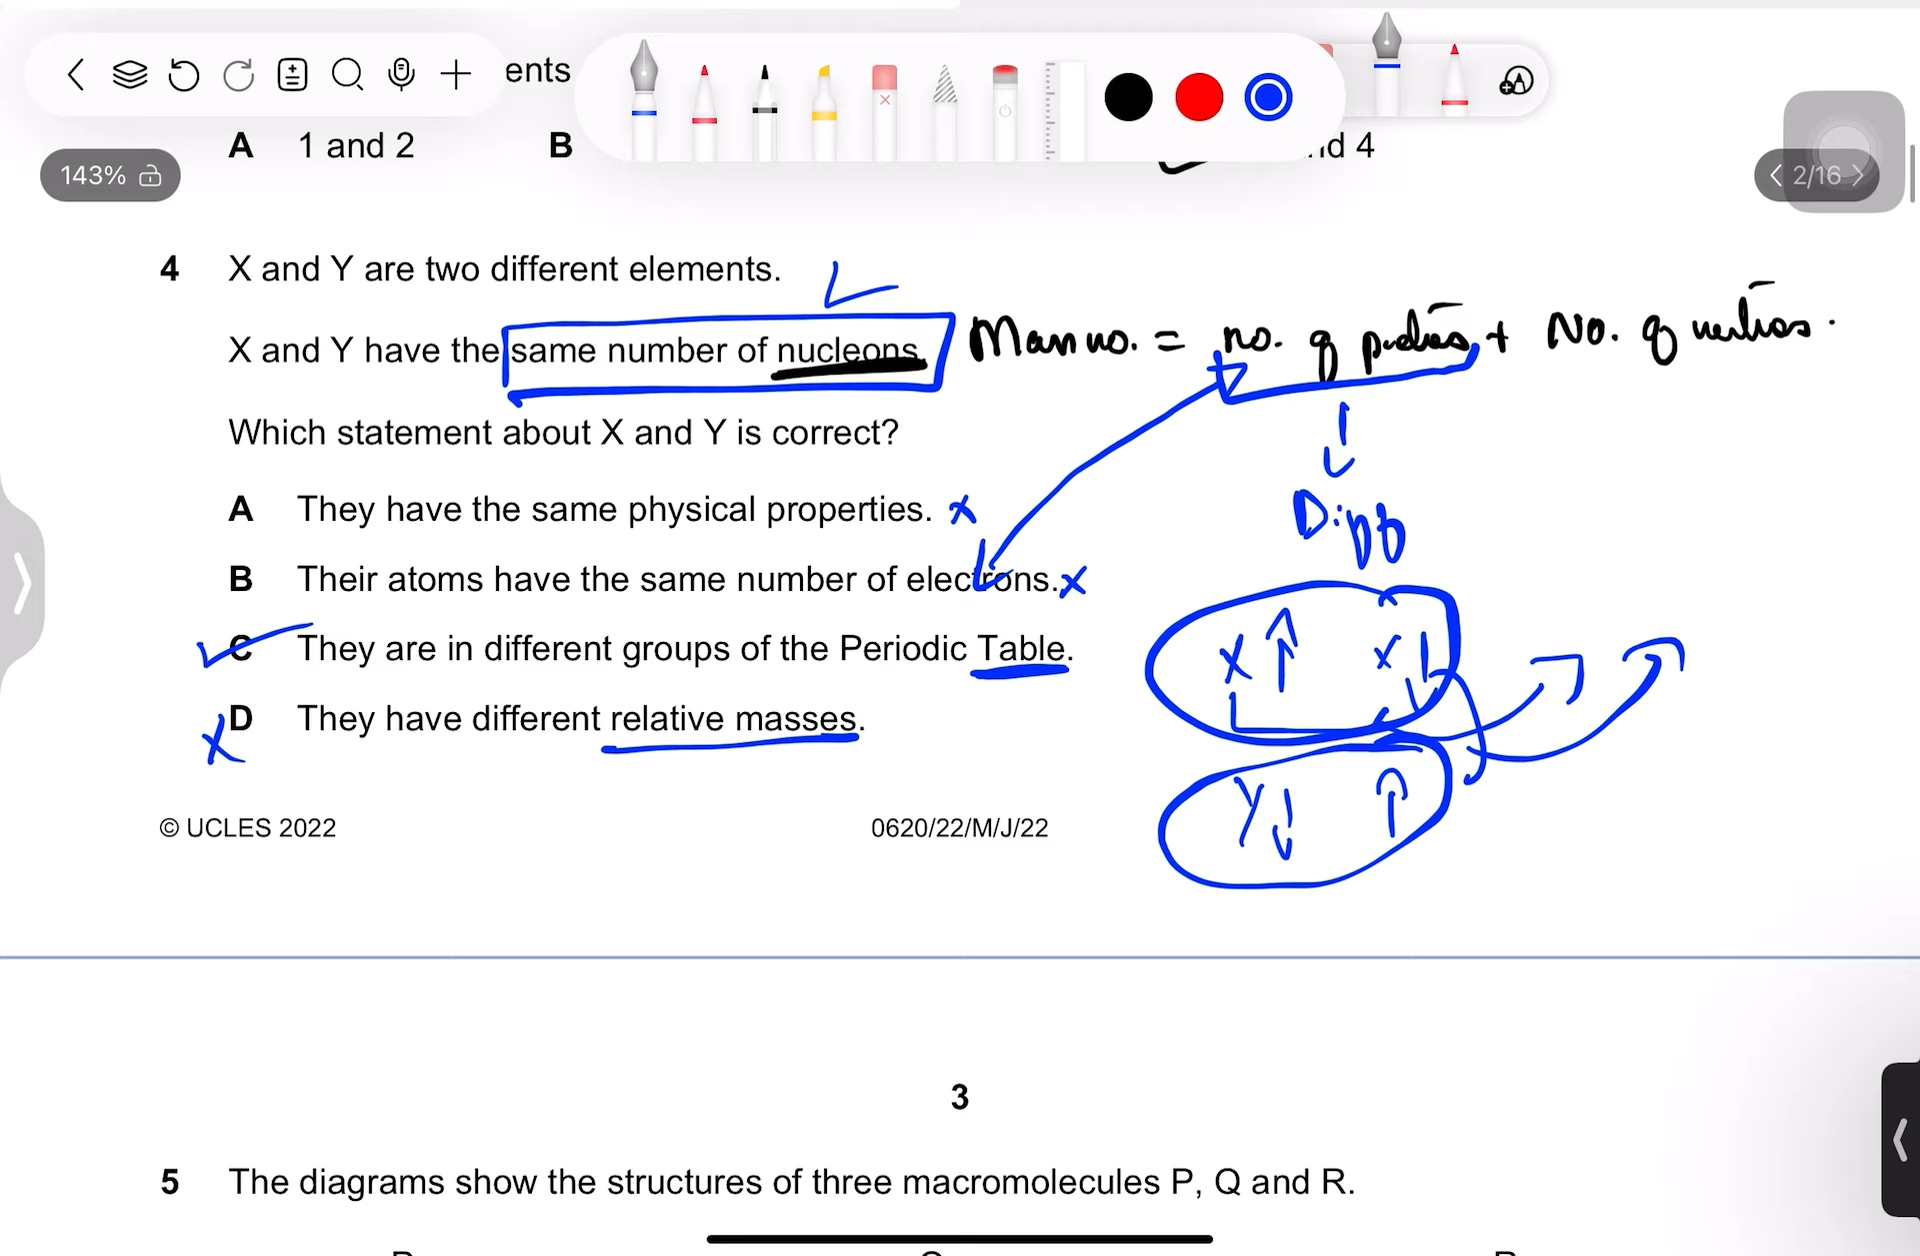 ents
A 1 and 2 B nd 4
143%
2/16
4 X and Y are two different elements.
X and Y have the same number of nucleons. = no. of + No. of
Which statement about X and Y is correct?
A They have the same physical properties. x
B Their atoms have the same number of electrons. x
C They are in different groups of the Periodic Table.
D They have different relative masses.
Diff
X ↑ x ↓
Y ↓ ↑
© UCLES 2022 0620/22/M/J/22
3
5 The diagrams show the structures of three macromolecules P, Q and R.